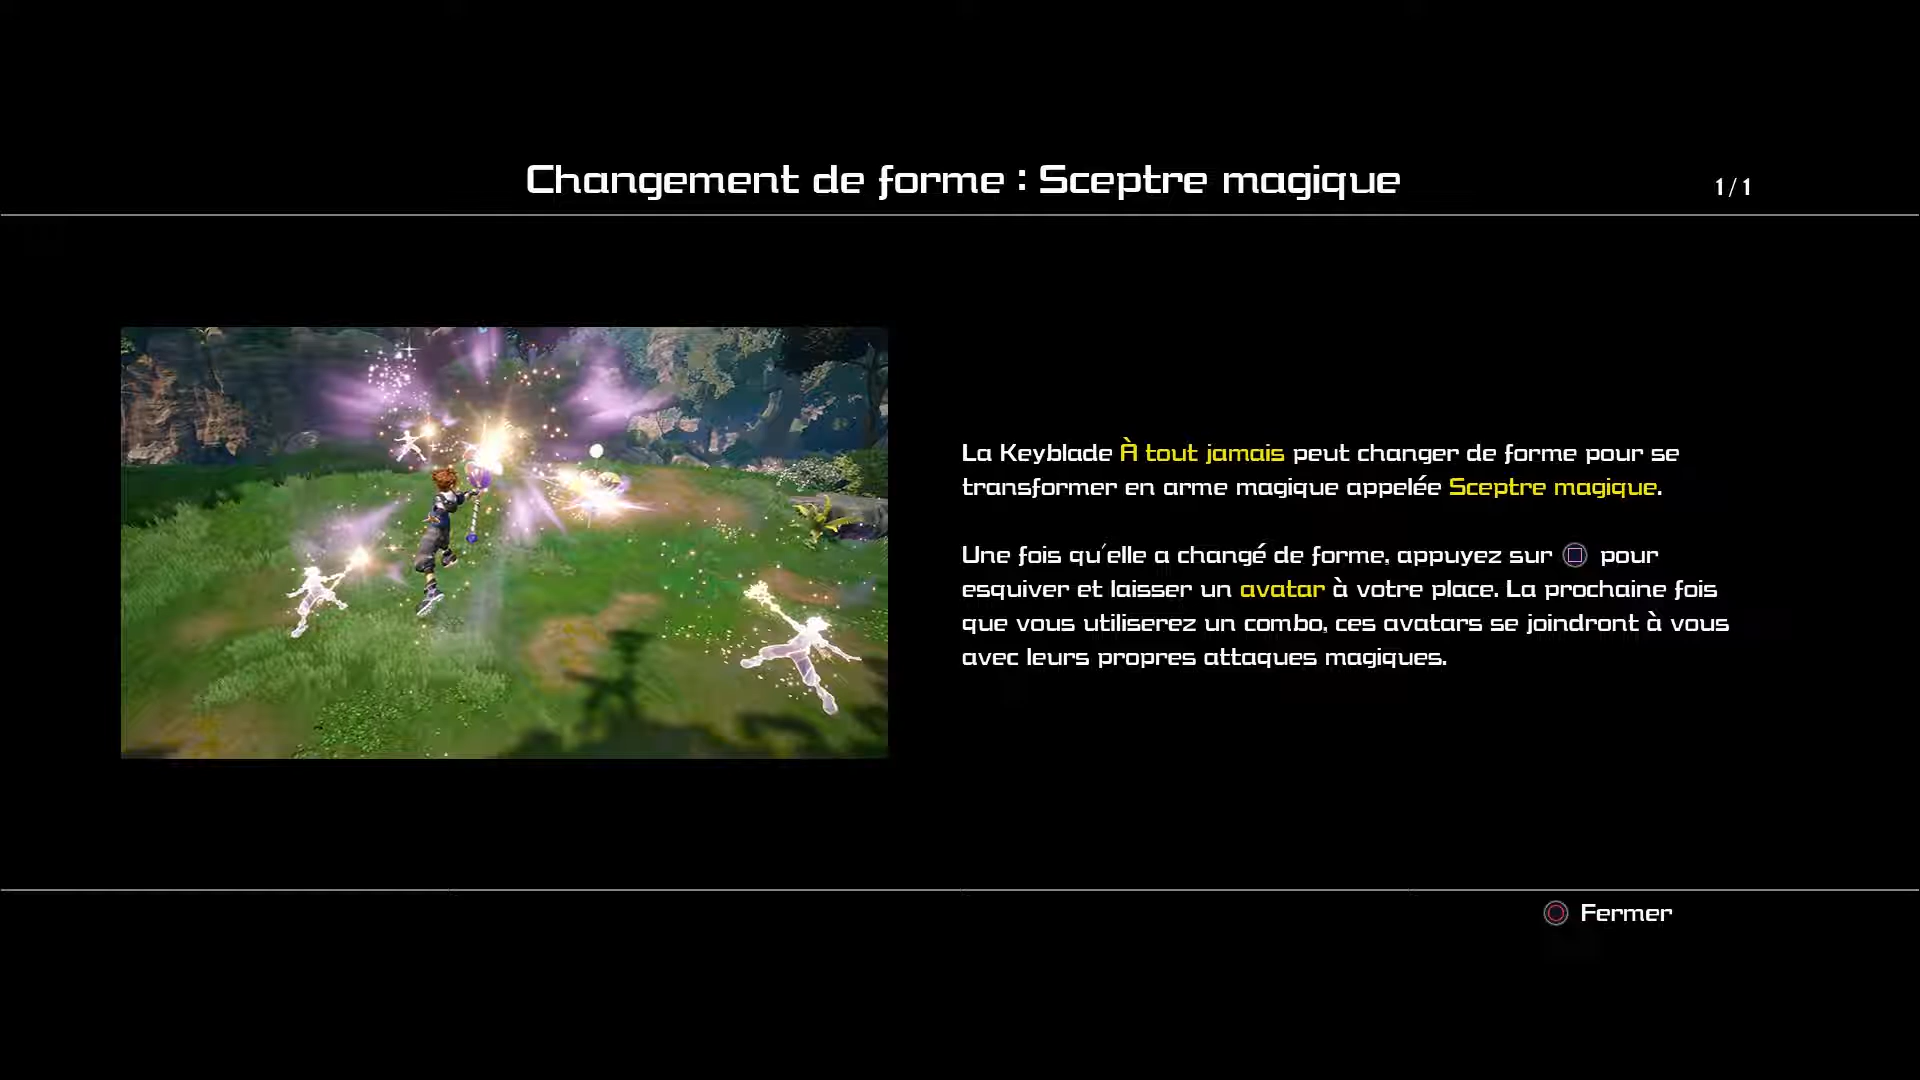 Changement de forme : Sceptre magique
1/1
La Keyblade À tout jamais peut changer de forme pour se
transformer en arme magique appelée Sceptre magique.
Une fois qu'elle a changé de forme, appuyez sur pour
esquiver et laisser un avatar à votre place. La prochaine fois
que vous utiliserez un combo, ces avatars se joindront à vous
avec leurs propres attaques magiques.
Fermer